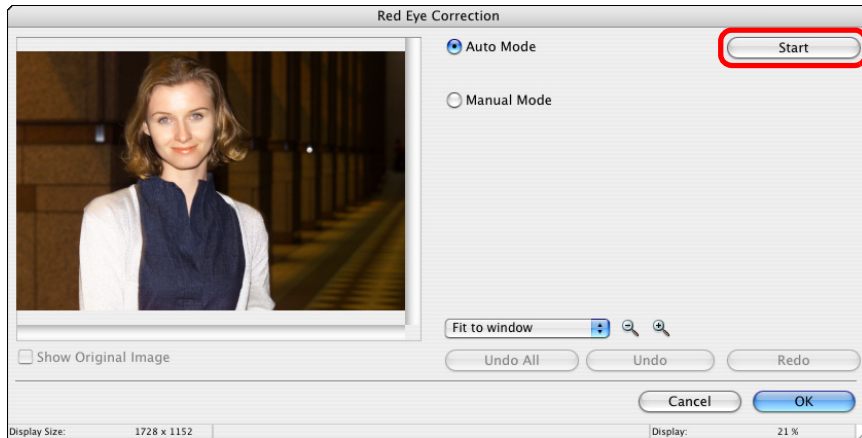 Red Eye Correction
Auto Mode
Start
Manual Mode
Fit to window
Show Original Image
Undo All
Undo
Redo
Cancel
OK
Display Size: 1728 x 1152
Display: 21 %